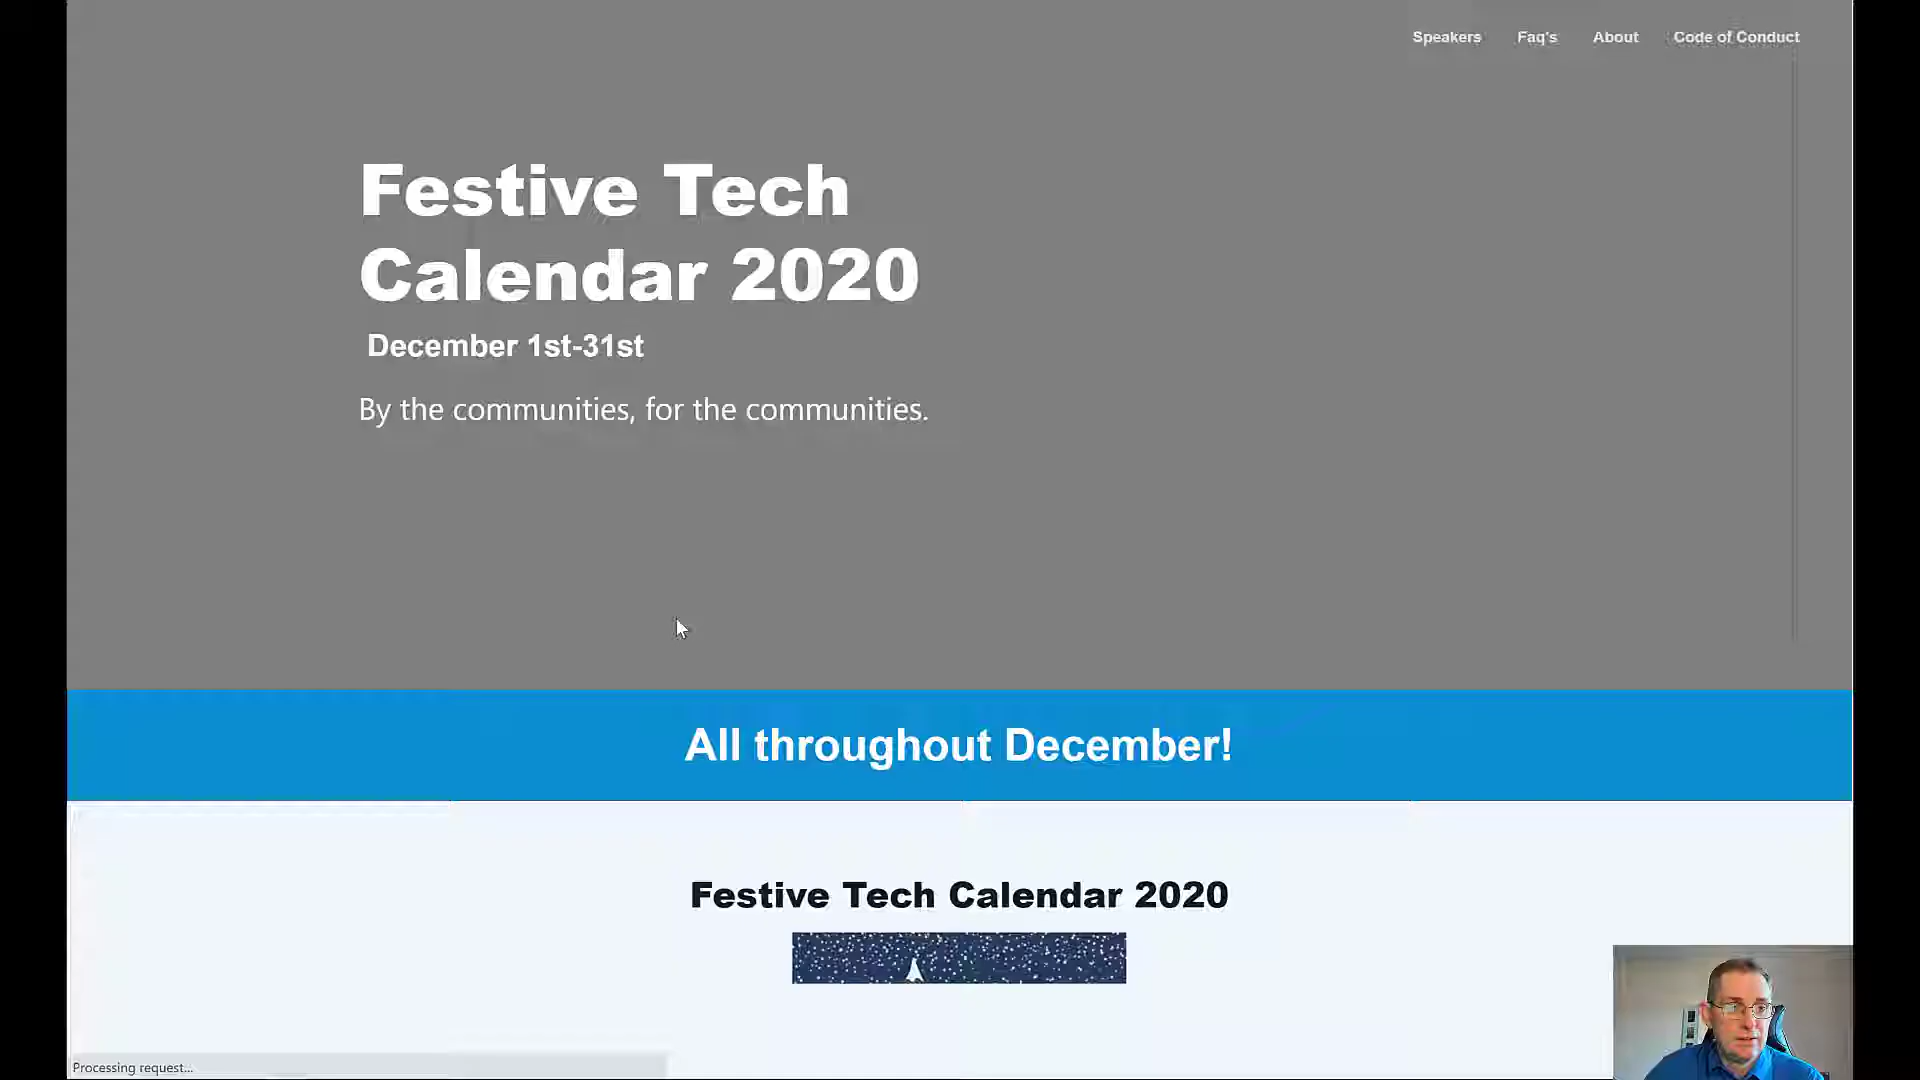 Speakers Faq's About Code of Conduct
Festive Tech
Calendar 2020
December 1st-31st
By the communities, for the communities.
All throughout December!
Festive Tech Calendar 2020
Processing request...